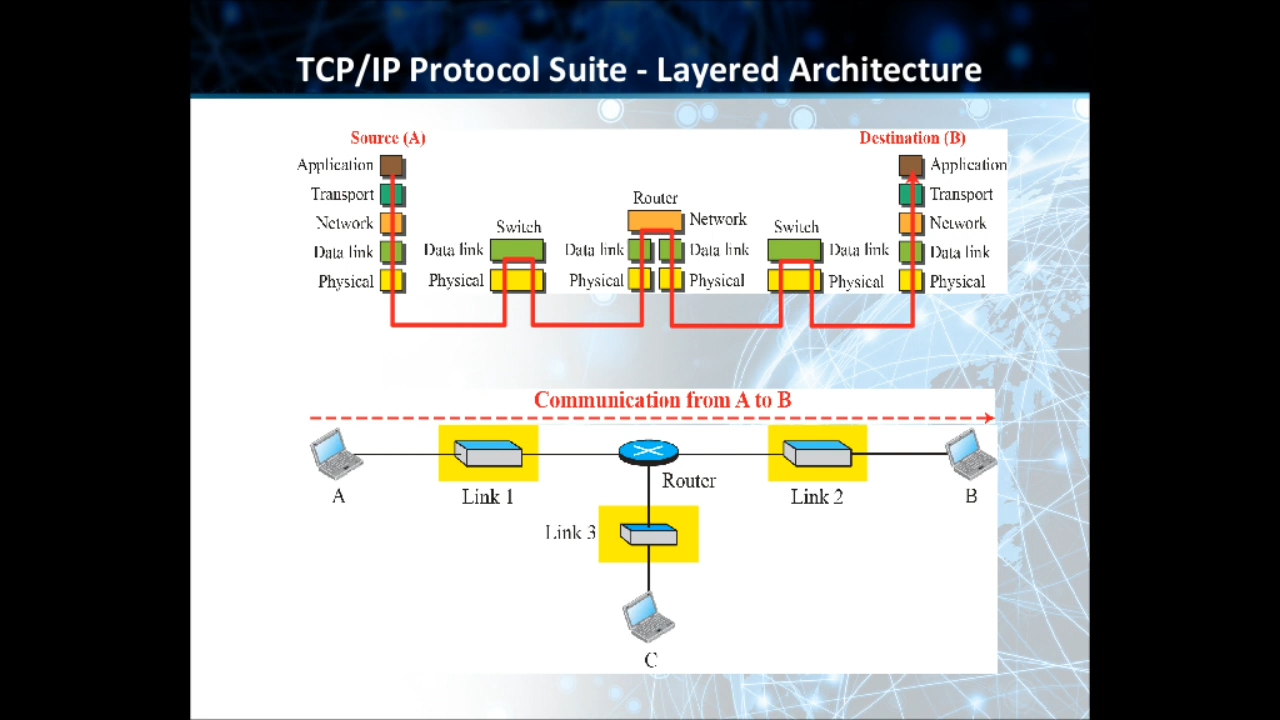 TCP/IP Protocol Suite - Layered Architecture
Source (A)
Destination (B)
Application
Application
Transport
Transport
Router
Network
Network
Network
Switch
Switch
Data link
Data link
Data link
Data link
Data link
Data link
Physical
Physical
Physical
Physical
Physical
Physical
Communication from A to B
A
Link 1
Router
Link 2
B
Link 3
C